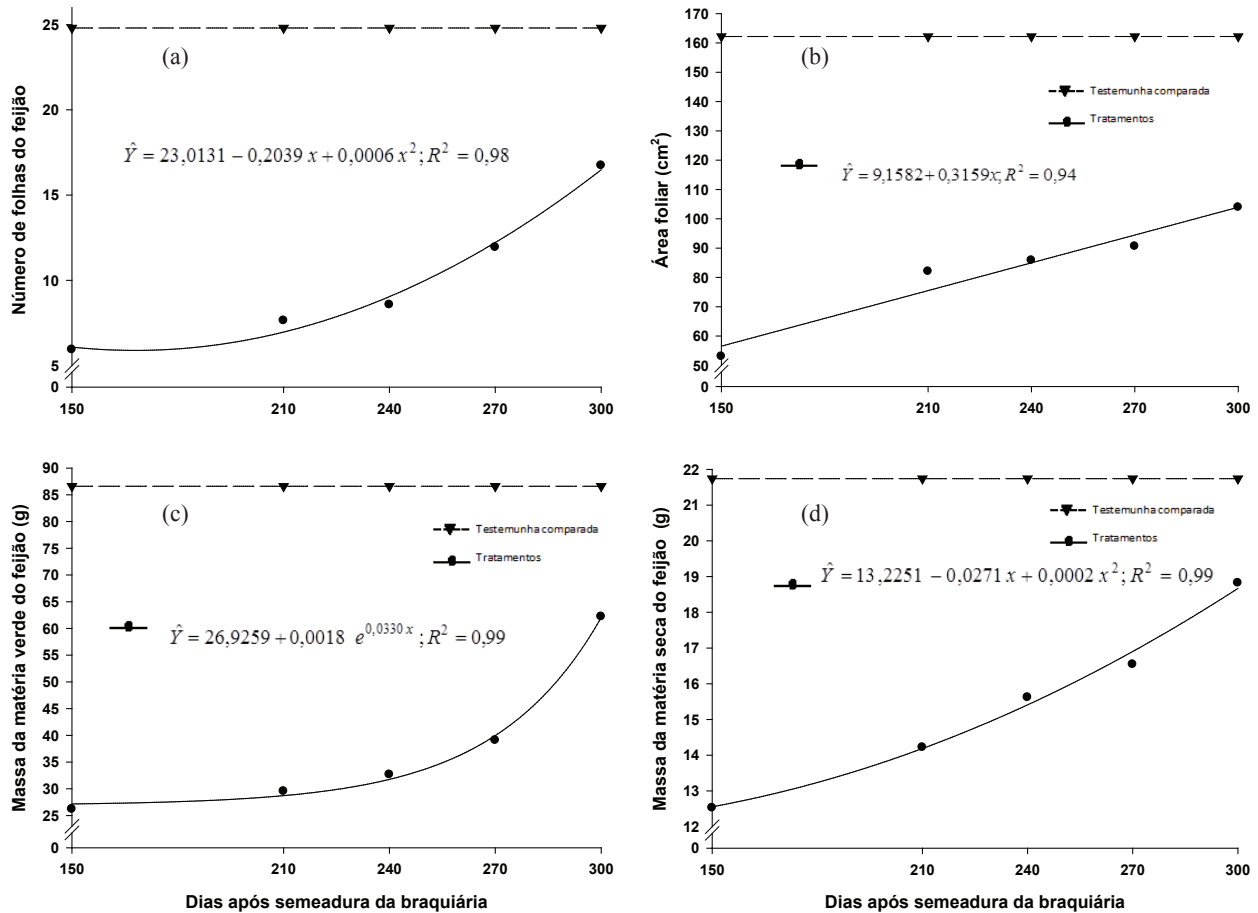 (a)
Número de folhas do feijão
25
20
15
10
5
0
Ŷ = 23,0131 − 0,2039 x + 0,0006 x²; R² = 0,98
150 210 240 270 300
(b)
Área foliar (cm²)
170
160
150
140
130
120
110
100
90
80
70
60
50
0
Testemunha comparada
Tratamentos
Ŷ = 9,1582+0,3159x; R² = 0,94
150 210 240 270 300
(c)
Massa da matéria verde do feijão (g)
90
85
80
75
70
65
60
55
50
45
40
35
30
25
0
Testemunha comparada
Tratamentos
Ŷ = 26,9259 + 0,0018 e^0,0330 x ; R² = 0,99
150 210 240 270 300
Dias após semeadura da braquiária
(d)
Massa da matéria seca do feijão (g)
22
21
20
19
18
17
16
15
14
13
12
0
Testemunha comparada
Tratamentos
Ŷ = 13,2251 − 0,0271 x + 0,0002 x² ; R² = 0,99
150 210 240 270 300
Dias após semeadura da braquiária